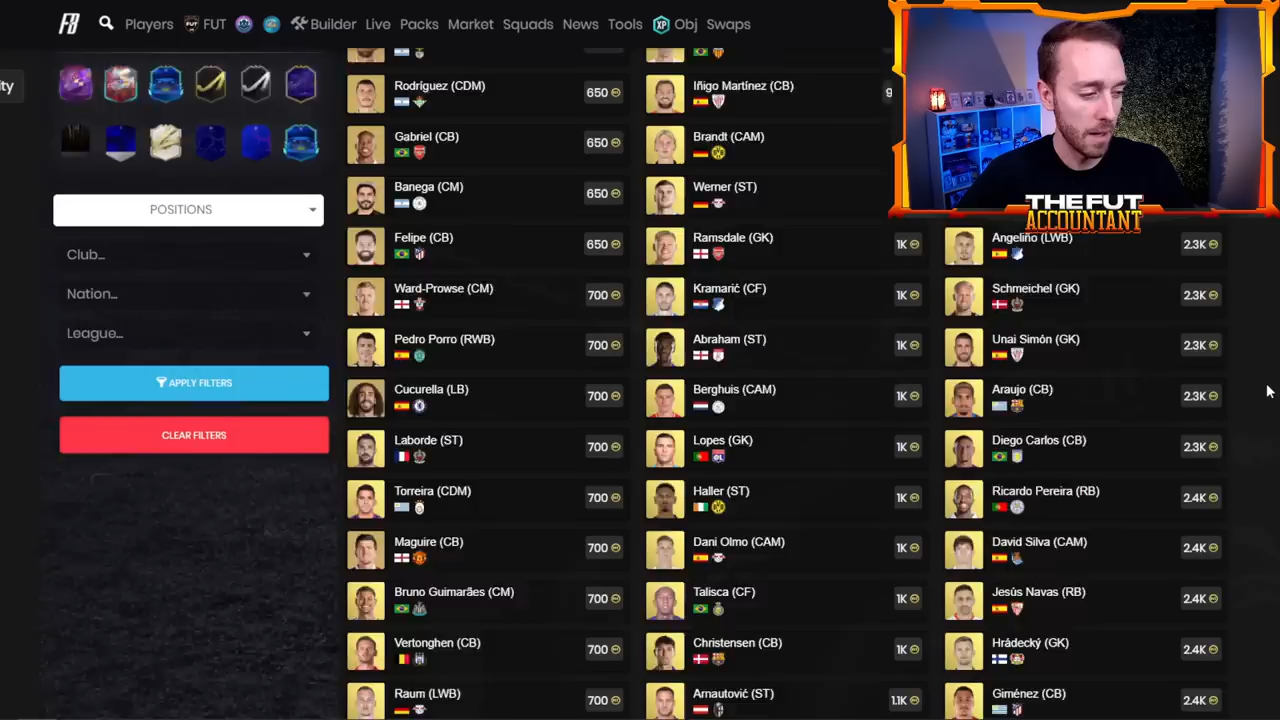 FB Players FUT Builder Live Packs Market Squads News Tools XP Obj Swaps
ity
POSITIONS
Club...
Nation...
League...
APPLY FILTERS
CLEAR FILTERS
Rodríguez (CDM) 650
Gabriel (CB) 650
Banega (CM) 650
Felipe (CB) 650
Ward-Prowse (CM) 700
Pedro Porro (RWB) 700
Cucurella (LB) 700
Laborde (ST) 700
Torreira (CDM) 700
Maguire (CB) 700
Bruno Guimarães (CM) 700
Vertonghen (CB) 700
Raum (LWB) 700
Iñigo Martínez (CB) 9
Brandt (CAM)
Werner (ST)
Ramsdale (GK) 1K
Kramarić (CF) 1K
Abraham (ST) 1K
Berghuis (CAM) 1K
Lopes (GK) 1K
Haller (ST) 1K
Dani Olmo (CAM) 1K
Talisca (CF) 1K
Christensen (CB) 1K
Arnautović (ST) 1.1K
THE FUT
ACCOUNTANT
Angeliño (LWB) 2.3K
Schmeichel (GK) 2.3K
Unai Simón (GK) 2.3K
Araujo (CB) 2.3K
Diego Carlos (CB) 2.3K
Ricardo Pereira (RB) 2.4K
David Silva (CAM) 2.4K
Jesús Navas (RB) 2.4K
Hrádecký (GK) 2.4K
Giménez (CB) 2.4K